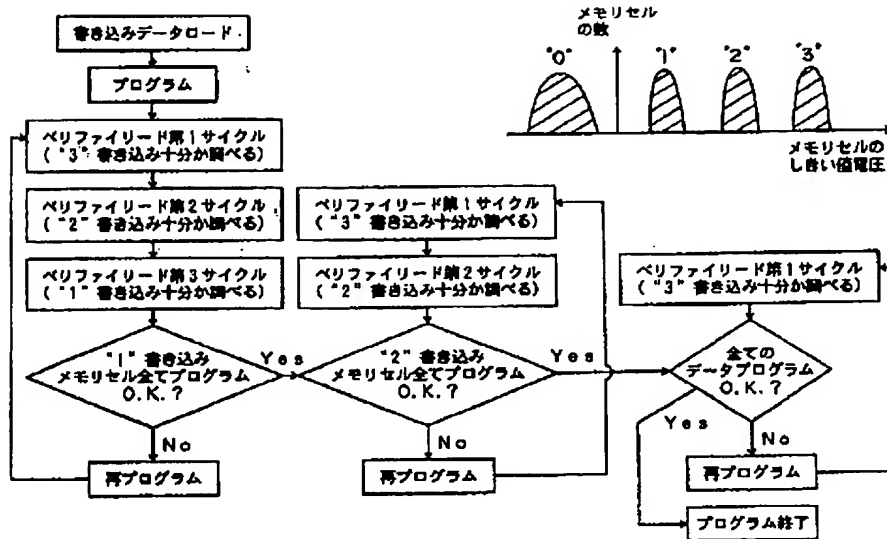 書き込みデータロード
プログラム
ベリファイリード第1サイクル
("3" 書き込み十分か調べる)
ベリファイリード第2サイクル
("2" 書き込み十分か調べる)
ベリファイリード第3サイクル
("1" 書き込み十分か調べる)
"1" 書き込み
メモリセル全てプログラム
O.K.?
Yes
No
再プログラム
ベリファイリード第1サイクル
("3" 書き込み十分か調べる)
ベリファイリード第2サイクル
("2" 書き込み十分か調べる)
"2" 書き込み
メモリセル全てプログラム
O.K.?
Yes
No
再プログラム
メモリセル
の数
"0"
"1"
"2"
"3"
メモリセルの
しきい値電圧
ベリファイリード第1サイクル
("3" 書き込み十分か調べる)
全ての
データプログラム
O.K.?
Yes
No
再プログラム
プログラム終了